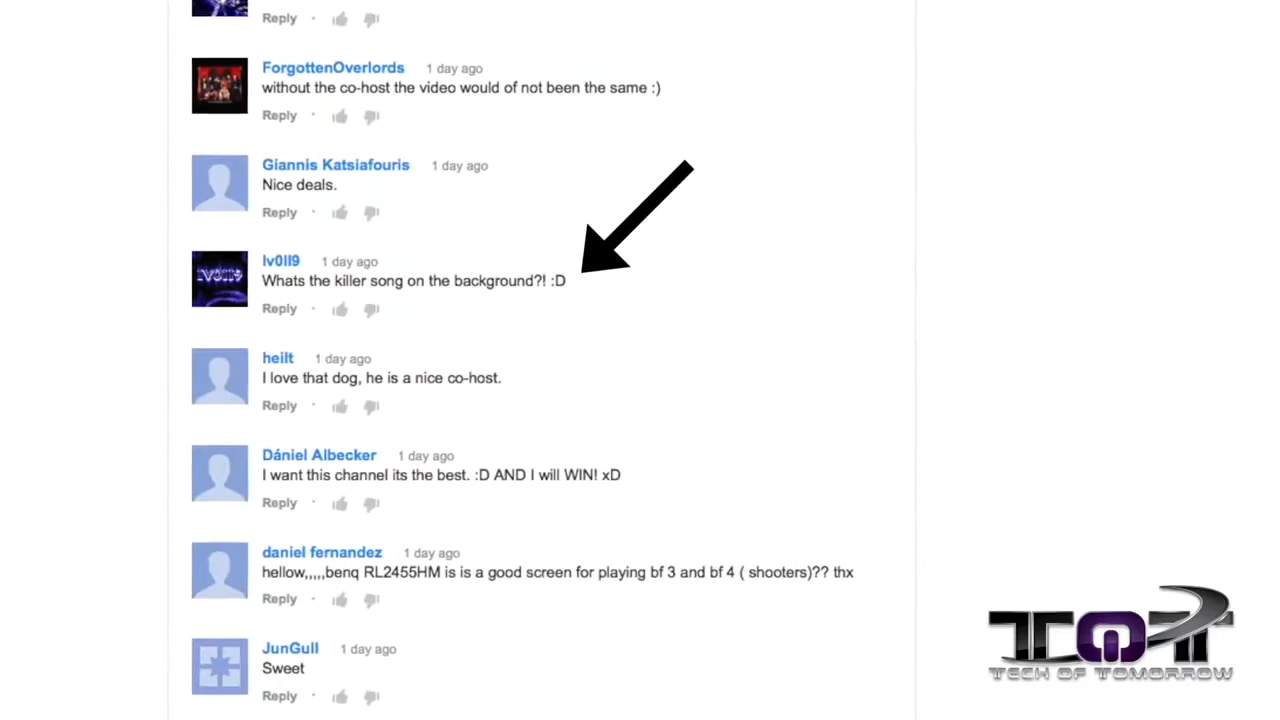 Reply ·
ForgottenOverlords 1 day ago
without the co-host the video would of not been the same :)
Reply ·
Giannis Katsiafouris 1 day ago
Nice deals.
Reply ·
lv0ll9 1 day ago
lV0ll9
Whats the killer song on the background?! :D
Reply ·
heilt 1 day ago
I love that dog, he is a nice co-host.
Reply ·
Dániel Albecker 1 day ago
I want this channel its the best. :D AND I will WIN! xD
Reply ·
daniel fernandez 1 day ago
hellow,,,,,benq RL2455HM is is a good screen for playing bf 3 and bf 4 ( shooters)?? thx
Reply ·
JunGull 1 day ago
Sweet
Reply ·
TOT
TECH OF TOMORROW